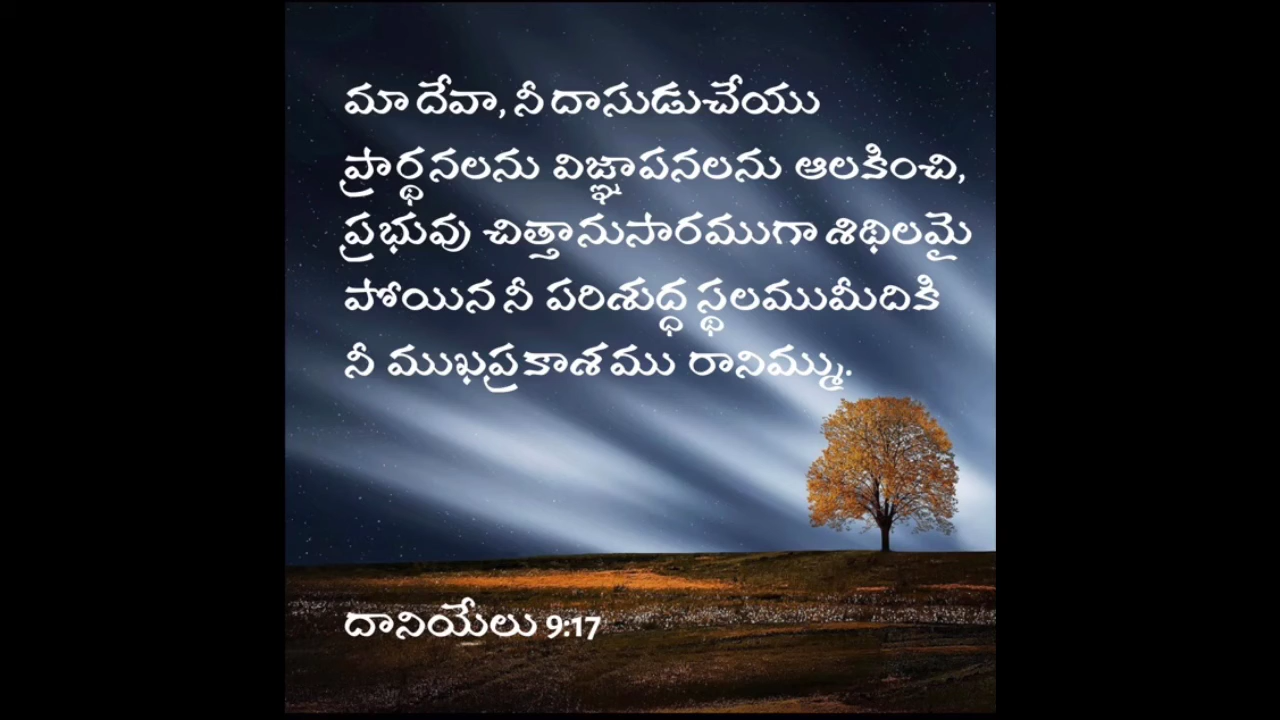 మా దేవా, నీ దాసుడుచేయు
ప్రార్థనలను విజ్ఞాపనలను ఆలకించి,
ప్రభువు చిత్తానుసారముగా శిథిలమై
పోయిన నీ పరిశుద్ధ స్థలముమీదికి
నీ ముఖప్రకాశము రానిమ్ము.
దానియేలు 9:17